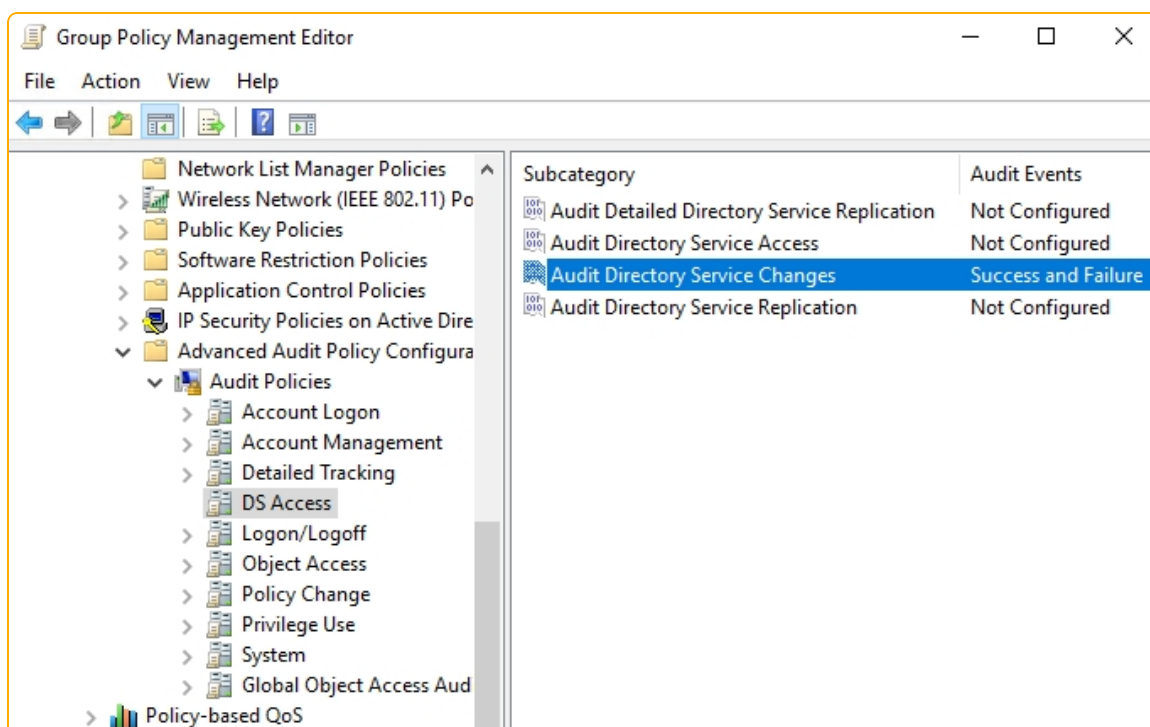 Group Policy Management Editor
File Action View Help
Network List Manager Policies
Wireless Network (IEEE 802.11) Po
Public Key Policies
Software Restriction Policies
Application Control Policies
IP Security Policies on Active Dire
Advanced Audit Policy Configura
Audit Policies
Account Logon
Account Management
Detailed Tracking
DS Access
Logon/Logoff
Object Access
Policy Change
Privilege Use
System
Global Object Access Aud
Policy-based QoS
Subcategory Audit Events
Audit Detailed Directory Service Replication Not Configured
Audit Directory Service Access Not Configured
Audit Directory Service Changes Success and Failure
Audit Directory Service Replication Not Configured